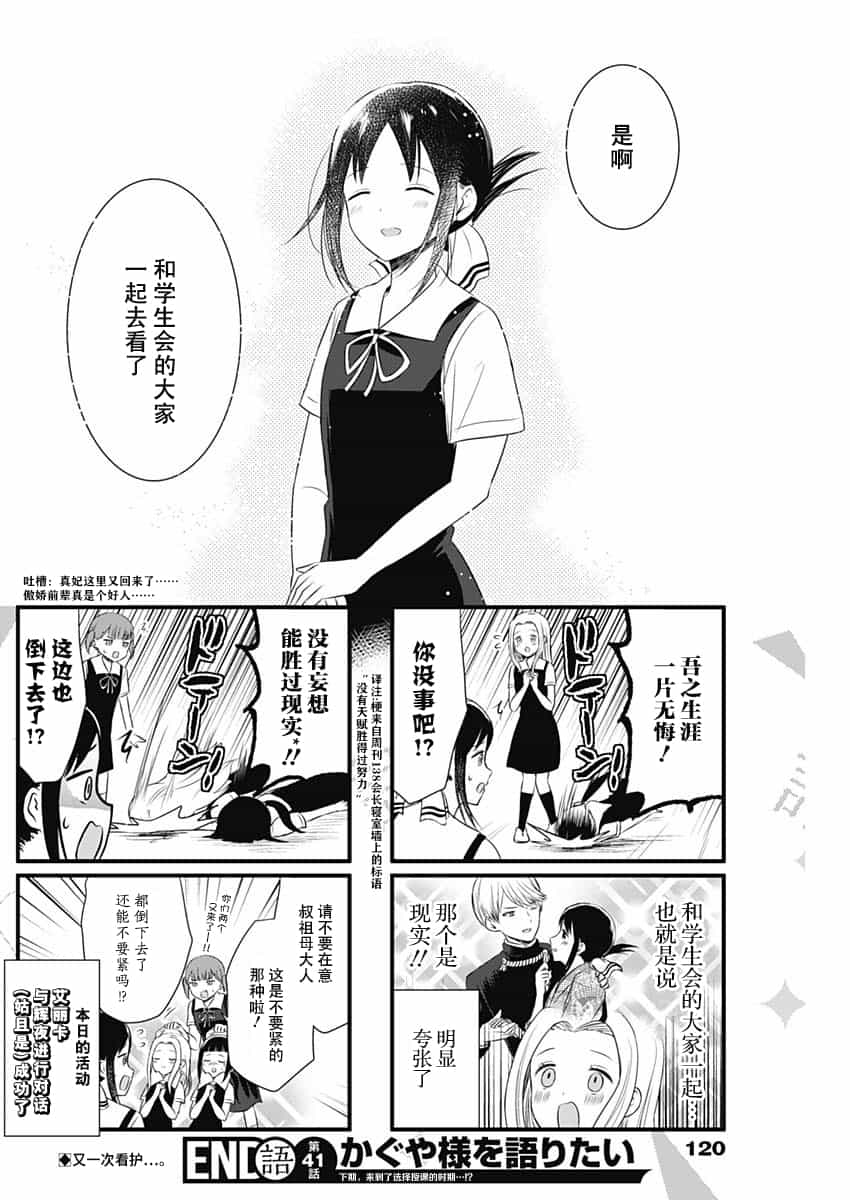 是啊
和学生会的大家
一起去看了
吐槽：真妃这里又回来了……
傲娇前辈真是个好人……
吾之生涯
一片无悔！
ドドテーン！
你没事吧!?
和学生会的大家一起…
也就是说
那个是
现实!!
明显
夸张了
译注:梗来自周刊138会长寝室墙上的标语
”没有天赋胜得过努力”
没有妄想
能胜过现实*!!
ドドテーン！
这边也
倒下去了!?
请不要在意
叔祖母大人
这是不要紧的
那种啦！
你们两个
又来了ー!!
都倒下去了
还能不要紧吗!?
本日的活动
艾丽卡
与辉夜进行对话
(姑且是)成功了
◆又一次看护…。
END 語 第41話 かぐや様を語りたい
下期，来到了选择授课的时期…!?
120